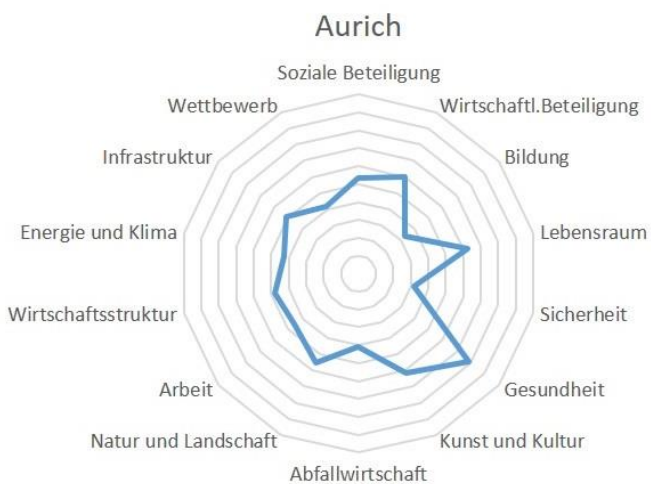 Aurich
Soziale Beteiligung
Wirtschaftl.Beteiligung
Bildung
Lebensraum
Sicherheit
Gesundheit
Kunst und Kultur
Abfallwirtschaft
Natur und Landschaft
Arbeit
Wirtschaftsstruktur
Energie und Klima
Infrastruktur
Wettbewerb